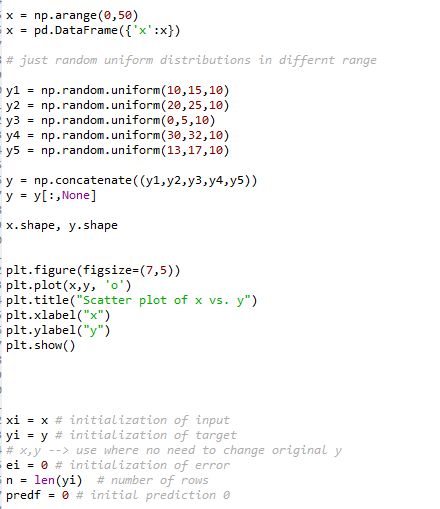 x = np.arange(0,50)
x = pd.DataFrame({'x':x})
# just random uniform distributions in differnt range
y1 = np.random.uniform(10,15,10)
y2 = np.random.uniform(20,25,10)
y3 = np.random.uniform(0,5,10)
y4 = np.random.uniform(30,32,10)
y5 = np.random.uniform(13,17,10)
y = np.concatenate((y1,y2,y3,y4,y5))
y = y[:,None]
x.shape, y.shape
plt.figure(figsize=(7,5))
plt.plot(x,y, 'o')
plt.title("Scatter plot of x vs. y")
plt.xlabel("x")
plt.ylabel("y")
plt.show()
xi = x # initialization of input
yi = y # initialization of target
# x,y --> use where no need to change original y
ei = 0 # initialization of error
n = len(yi)  # number of rows
predf = 0 # initial prediction 0